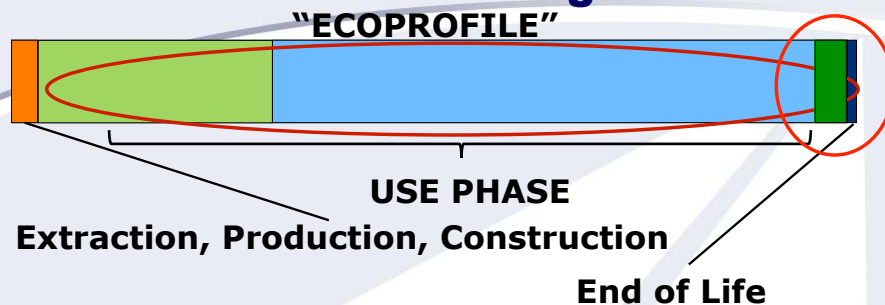 “ECOPROFILE”
USE PHASE
Extraction, Production, Construction
End of Life